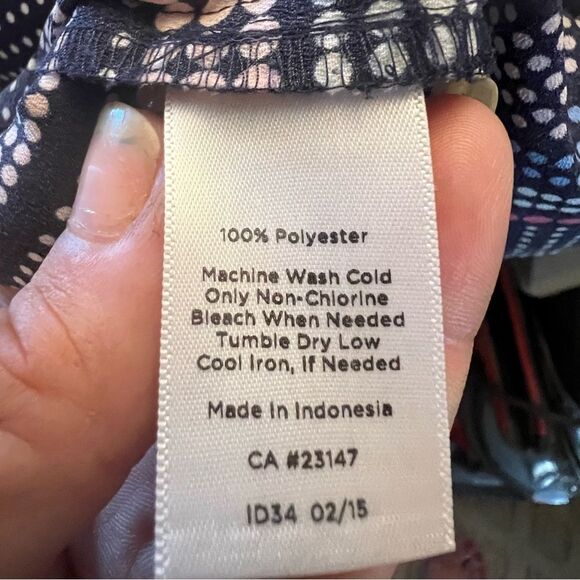 100% Polyester
Machine Wash Cold
Only Non-Chlorine
Bleach When Needed
Tumble Dry Low
Cool Iron, If Needed
Made In Indonesia
CA #23147
ID34 02/15